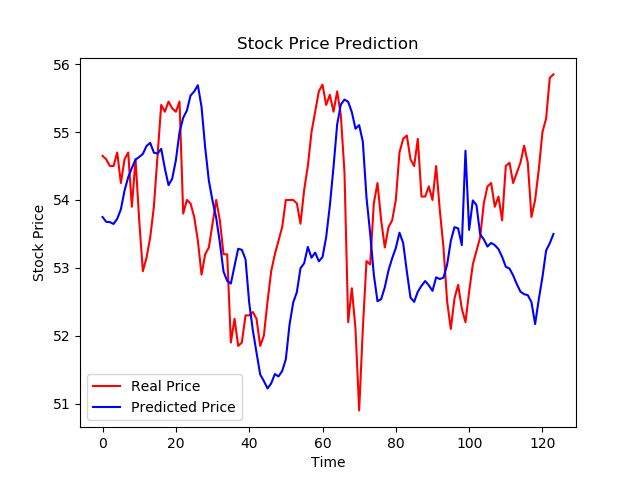 Stock Price Prediction
56
55
54
53
52
51
Stock Price
Real Price
Predicted Price
0 20 40 60 80 100 120
Time